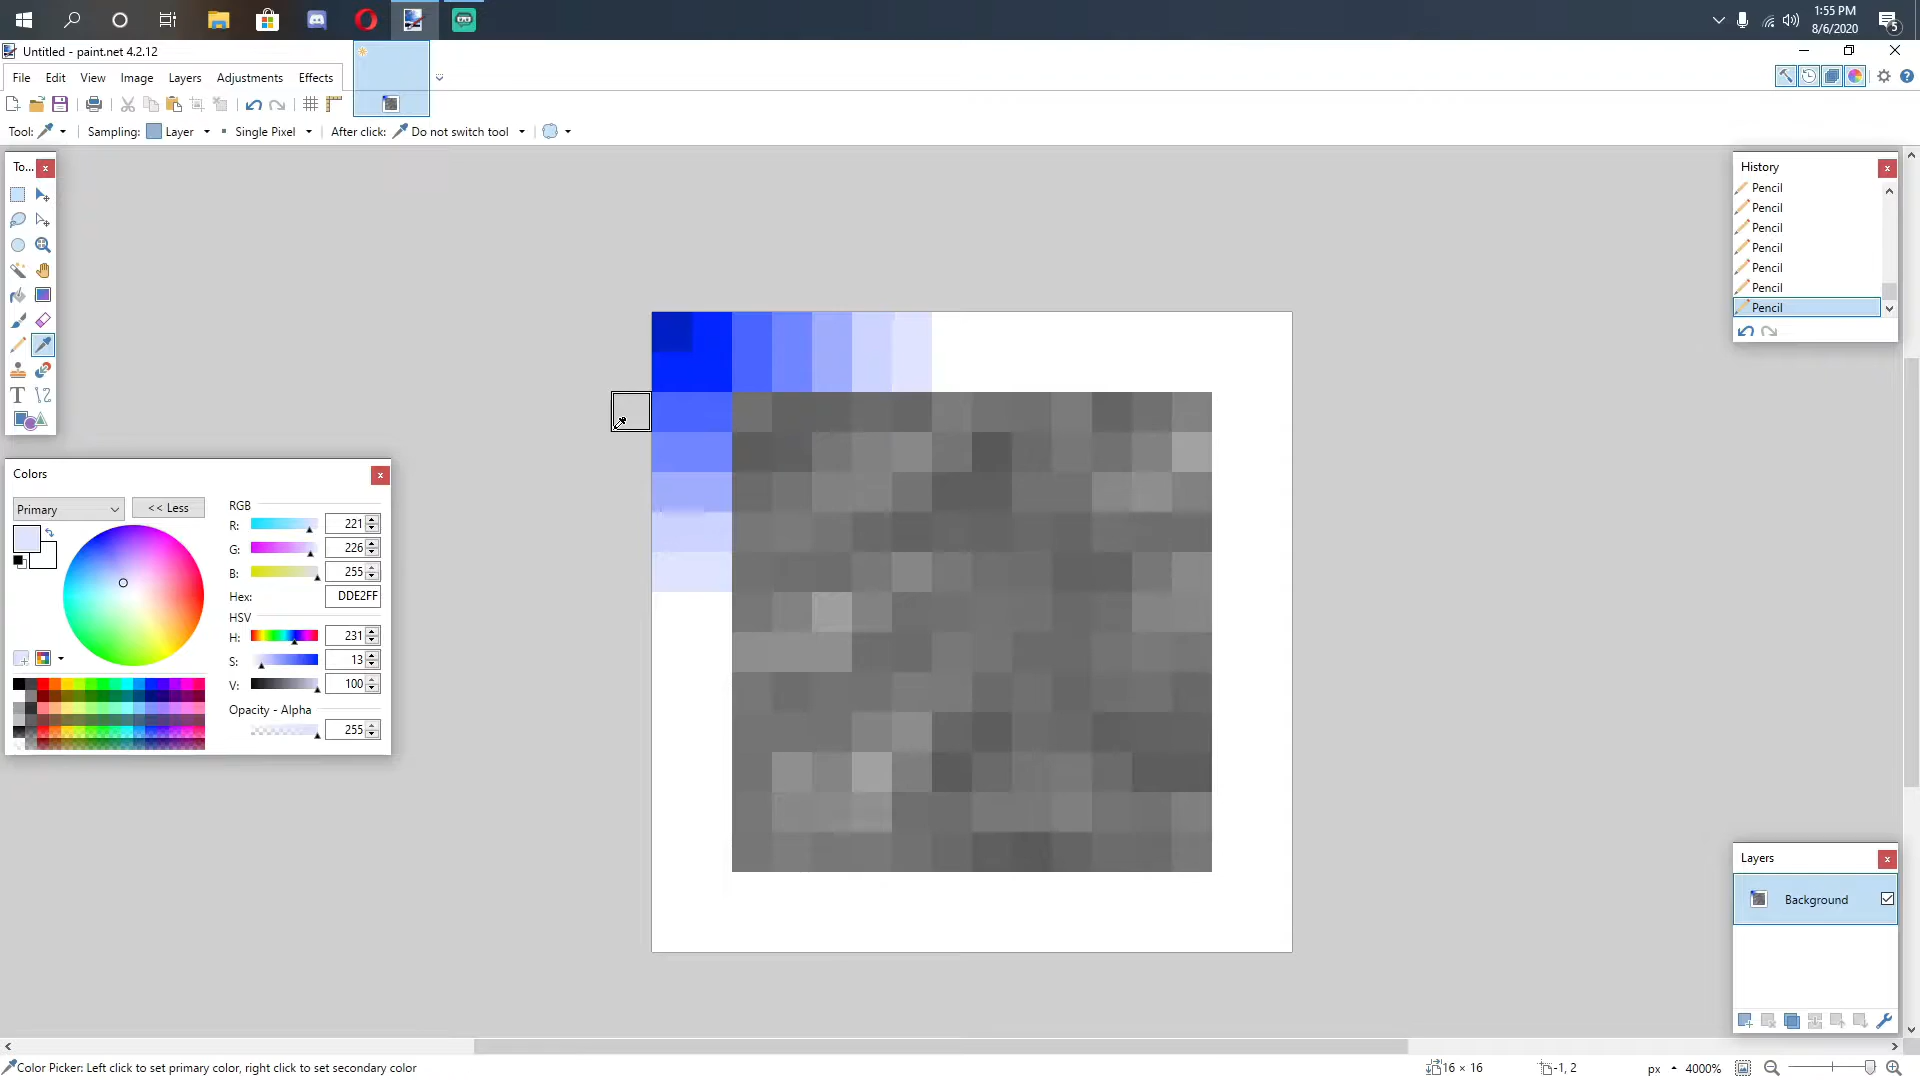 1:55 PM
8/6/2020
5
Untitled - paint.net 4.2.12
File Edit View Image Layers Adjustments Effects
Tool: Sampling: Layer Single Pixel After click: Do not switch tool
To...
History
Pencil
Pencil
Pencil
Pencil
Pencil
Pencil
Pencil
Colors
Primary
<< Less
RGB
R: 221
G: 226
B: 255
Hex: DDE2FF
HSV
H: 231
S: 13
V: 100
Opacity - Alpha
255
Layers
Background
Color Picker: Left click to set primary color, right click to set secondary color
16 × 16
-1, 2
px
4000%